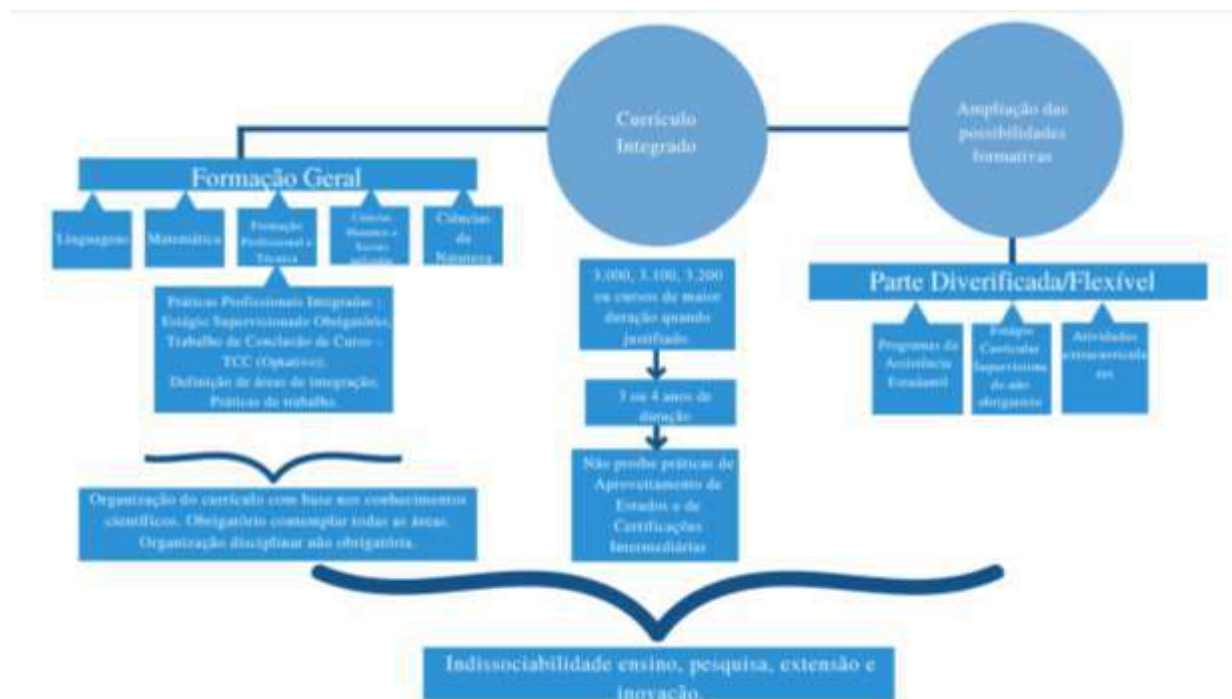 Currículo
Integrado
Ampliação das
possibilidades
formativas
Formação Geral
Linguagens
Matemática
Formação
Profissional e
Técnica
Ciências
Humanas e
Sociais
Ciências
da
Natureza
Práticas Profissionais Integradas ;
Estágio Supervisionado Obrigatório,
Trabalho de Conclusão de Curso –
TCC (Optativo);
Definição de áreas de integração;
Práticas de trabalho.
Organização do currículo com base nos conhecimentos
científicos. Obrigatório contemplar todas as áreas.
Organização disciplinar não obrigatória.
3.000, 3.100, 3.200
ou cursos de maior
duração quando
justificado.
3 ou 4 anos de
duração
Não proíbe práticas de
Aproveitamento de
Estudos e de
Certificações
Intermediárias
Parte Diverificada/Flexível
Programas de
Assistência
Estudantil
Estágio
Curricular
Supervisiona
do não
obrigatório
Atividades
extracurricula
res
Indissociabilidade ensino, pesquisa, extensão e
inovação.